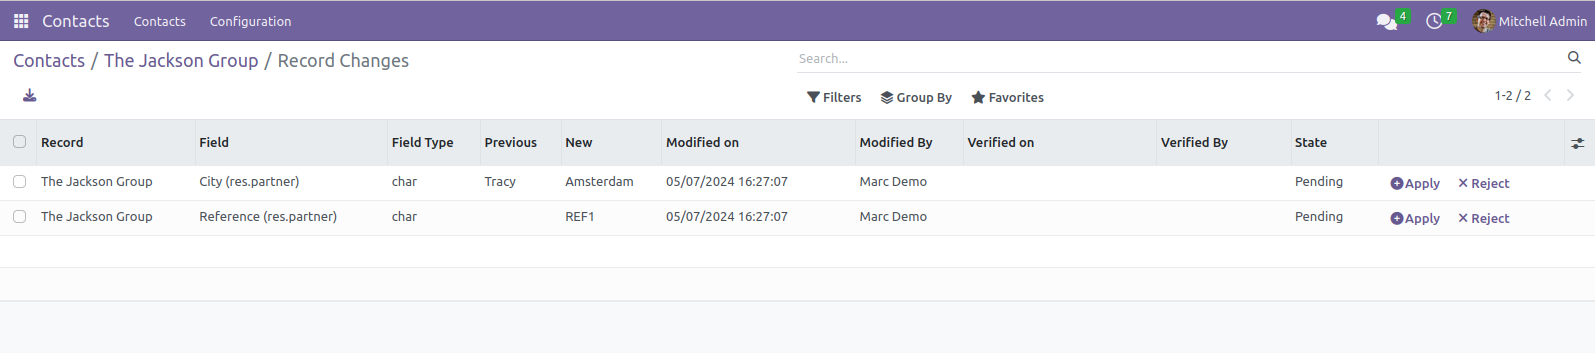 Contacts Contacts Configuration 4 7 Mitchell Admin
Contacts / The Jackson Group / Record Changes Search...
Filters Group By Favorites 1-2 / 2
Record Field Field Type Previous New Modified on Modified By Verified on Verified By State
The Jackson Group City (res.partner) char Tracy Amsterdam 05/07/2024 16:27:07 Marc Demo Pending Apply Reject
The Jackson Group Reference (res.partner) char REF1 05/07/2024 16:27:07 Marc Demo Pending Apply Reject